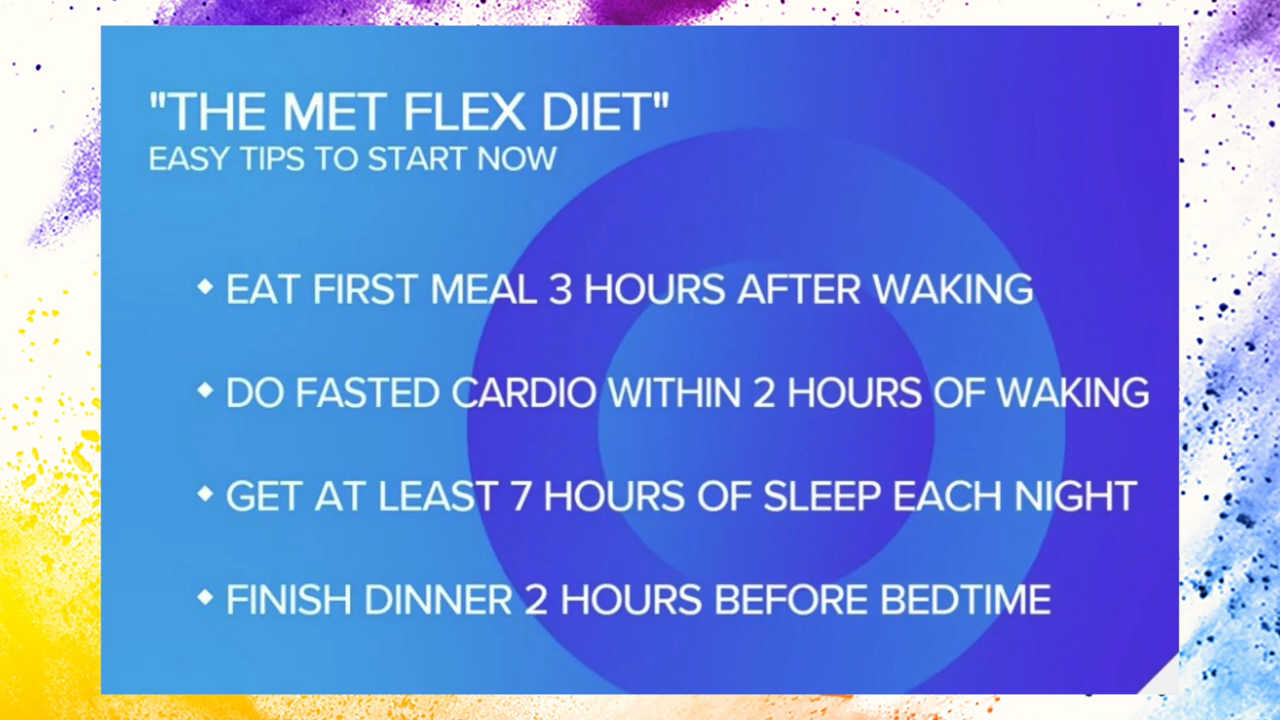 "THE MET FLEX DIET"
EASY TIPS TO START NOW
◆ EAT FIRST MEAL 3 HOURS AFTER WAKING
◆ DO FASTED CARDIO WITHIN 2 HOURS OF WAKING
◆ GET AT LEAST 7 HOURS OF SLEEP EACH NIGHT
◆ FINISH DINNER 2 HOURS BEFORE BEDTIME